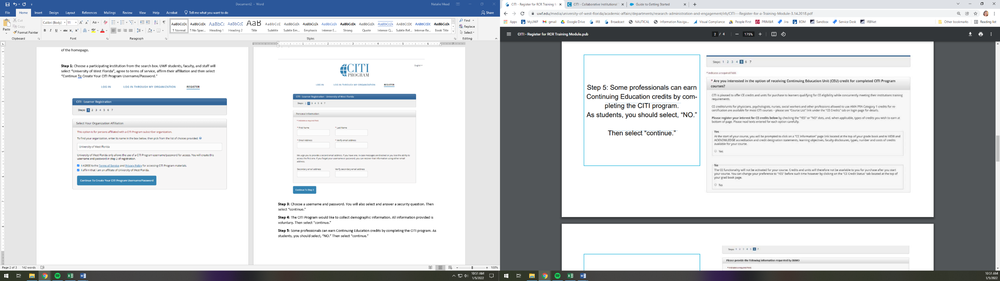 Document2 - Word
Natalie Mead
File Home Insert Design Layout References Mailings Review View Help Acrobat Tell me what you want to do
Share
Paste
Cut
Copy
Format Painter
Clipboard
Calibri (Body) 11
Font
Paragraph
AaBbCcDc AaBbCcDc AaBbC( AaBbCcE AaB AaBbCcC AaBbCcDc AaBbCcDc AaBbCcDc AaBbCcDc AaBbCcDc AaBbCcDc AABBCCDD AABBCCDD AaBbCcDc
¶ Normal ¶ No Spac... Heading 1 Heading 2 Title Subtitle Subtle Em... Emphasis Intense E... Strong Quote Intense Q... Subtle Ref... Intense Re... Book Title
Styles
Find
Replace
Select
Editing
of the homepage.
Step 1: Choose a participating institution from the search box. UWF students, faculty, and staff will
select “University of West Florida”, agree to terms of service, affirm their affiliation and then select
“Continue To Create Your CITI Program Username/Password.”
LOG IN LOG IN THROUGH MY ORGANIZATION REGISTER
CITI - Learner Registration
Steps: 1 2 3 4 5 6 7
Select Your Organization Affiliation
This option is for persons affiliated with a CITI Program subscriber organization.
To find your organization, enter its name in the box below, then pick from the list of choices provided.
University of West Florida
University of West Florida only allows the use of a CITI Program username/password for access. You will create this
username and password in step 2 of registration.
I AGREE to the Terms of Service and Privacy Policy for accessing CITI Program materials.
I affirm that I am an affiliate of University of West Florida.
Continue To Create Your CITI Program Username/Password
CITI
PROGRAM
English
LOG IN LOG IN THROUGH MY ORGANIZATION REGISTER
CITI - Learner Registration - University of West Florida
Steps: 1 2 3 4 5 6 7
Personal Information
* indicates a required field.
* First Name * Last Name
* Email Address * Verify email address
We urge you to provide a second email address, if you have one, in case messages are blocked or you lose the ability to
access the first one. If you forget your username or password, you can recover that information using either email
address.
Secondary email address Verify secondary email address
Continue To Step 3
Step 3: Choose a username and password. You will also select and answer a security question. Then
select “continue.”
Step 4: The CITI Program would like to collect demographic information. All information provided is
voluntary. Then select “continue.”
Step 5: Some professionals can earn Continuing Education credits by completing the CITI program. As
students, you should select, “NO.” Then select “continue.”
Page 2 of 3 142 words
100%
10:51 AM
1/5/2022
CITI - Register for RCR Training M
CITI - Collaborative Institutional
Guide to Getting Started
uwf.edu/media/university-of-west-florida/academic-affairs/departments/research-administration-and-engagement/irb/CITI---Register-for-a-Training-Module-3.14.2018.pdf
Apps MyUWF gmail Google Drive IRB Broadcast NAUTICAL Information Naviga... Visual Compliance People First PRIM&R Jira BDM Sandbox Service Desk IRBNet Other bookmarks Reading list
CITI - Register for RCR Training Module.pub
2 / 4
175%
Step 5: Some professionals can earn
Continuing Education credits by com-
pleting the CITI program.
As students, you should select, “NO.”
Then select “continue.”
Steps: 1 2 3 4 5 6 7
* indicates a required field.
* Are you interested in the option of receiving Continuing Education Unit (CEU) credit for completed CITI Program
courses?
CITI is pleased to offer CE credits and units for purchase to learners qualifying for CE eligibility while concurrently meeting their institutions training
requirements.
CE credits/units for physicians, psychologists, nurses, social workers and other professions allowed to use AMA PRA Category 1 credits for re-
certification are available for most CITI courses – please see "Course List" link under the "CE Credits" tab on login page for details.
Please register your interest for CE credits below by checking the "YES" or "NO" dots, and, when applicable, types of credits you wish to earn at
bottom of page. Please read texts entered for each option carefully.
Yes
At the start of your course, you will be prompted to click on a "CE Information" page link located at the top of your grade book and to VIEW and
ACKNOWLEDGE accreditation and credit designation statements, learning objectives, faculty disclosures, types, number and costs of credits
available for your course.
Yes
No
The CE functionality will not be activated for your course. Credits and units will therefore not be available to you for purchase after you start
your course. You can change your preference to "YES" before such time however by clicking on the "CE Credit Status" tab located at the top of
your grad book page.
No
Steps: 1 2 3 4 5 6 7
Please provide the following information requested by DEMO
* indicates a required field.
10:51 AM
1/5/2022